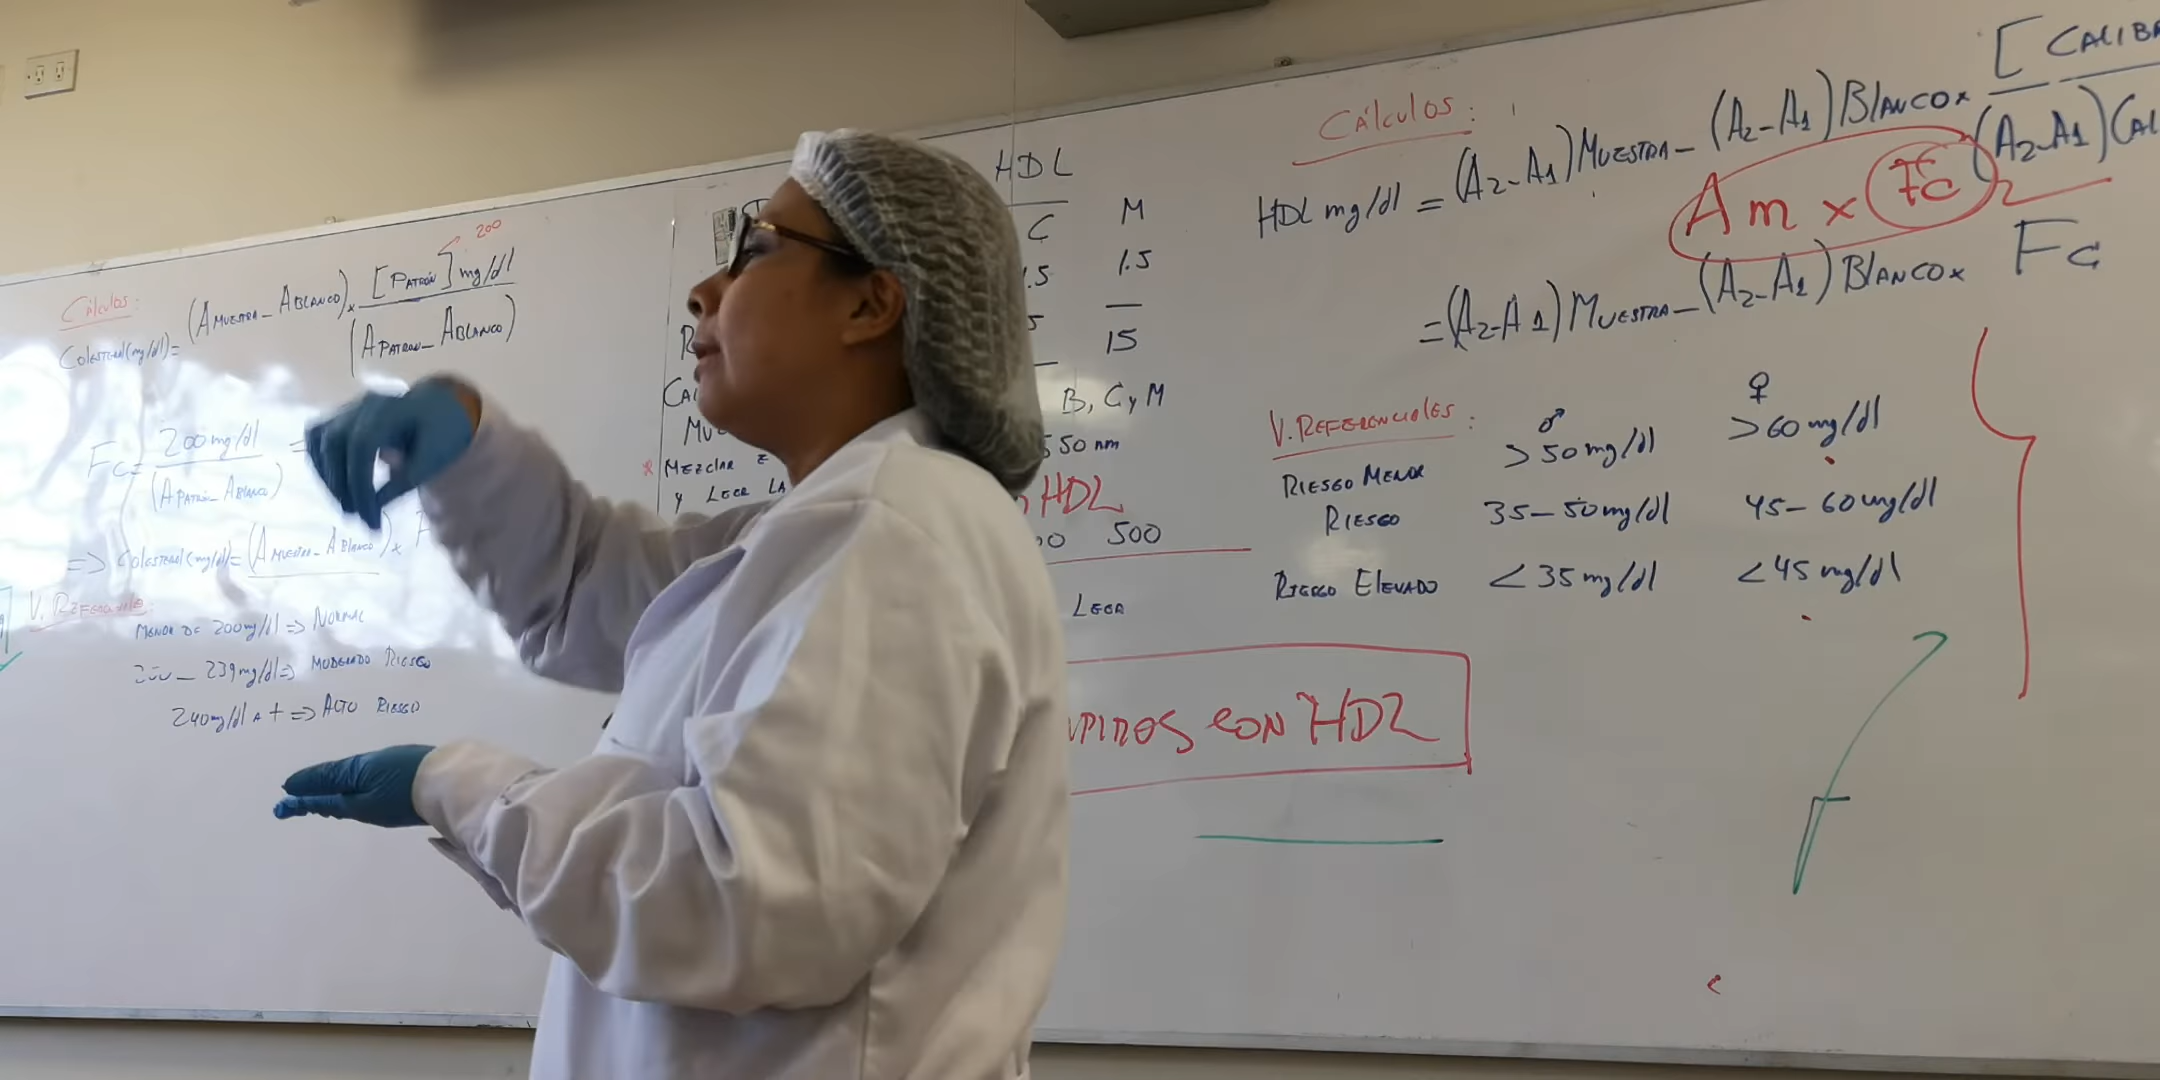 Cálculos:
200
Colesterol (mg/dl) = (A MUESTRA - A BLANCO) x [PATRÓN] mg/dl
(A PATRÓN - A BLANCO)
Fc = 200 mg/dl =
(A PATRÓN - A BLANCO)
=> Colesterol (mg/dl) = (A MUESTRA - A BLANCO) x
V. Referenciales:
MENOR DE 200 mg/dl => NORMAL
200 - 239 mg/dl => MODERADO RIESGO
240 mg/dl A + => ALTO RIESGO
HDL
C M
.5 1.5
5 —
— 15
B, C y M
550 nm
* MEZCLAR
Y LEER LA
HDL
500
LEER
CON HDL
Cálculos:
[CALIB
HDL mg/dl = (A2-A1) MUESTRA - (A2-A1) BLANCO x
(A2-A1) CAL
Am x Fc
= (A2-A1) MUESTRA - (A2-A1) BLANCO x Fc
V. REFERENCIALES:
♂ ♀
RIESGO MENOR > 50 mg/dl > 60 mg/dl
RIESGO 35 - 50 mg/dl 45 - 60 mg/dl
RIESGO ELEVADO < 35 mg/dl < 45 mg/dl